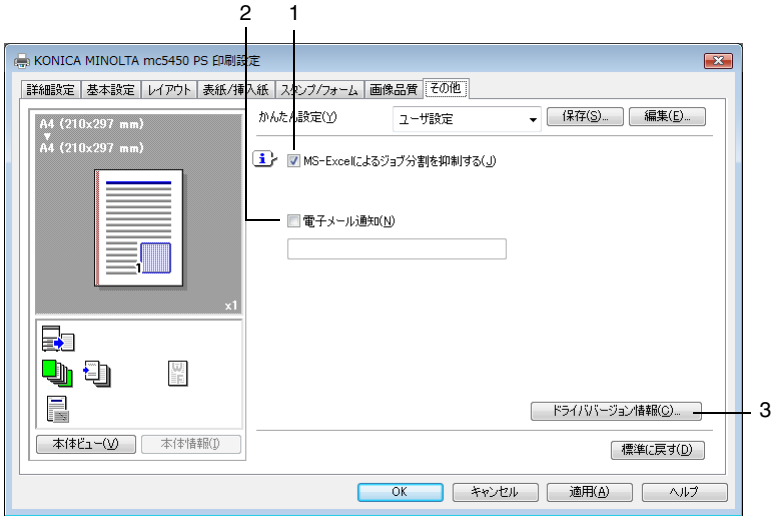 2 1
KONICA MINOLTA mc5450 PS 印刷設定
詳細設定 基本設定 レイアウト 表紙/挿入紙 スタンプ/フォーム 画像品質 その他
A4 (210x297 mm)
A4 (210x297 mm)
1
x1
かんたん設定(Y) ユーザ設定 保存(S)... 編集(E)...
MS-Excelによるジョブ分割を抑制する(J)
電子メール通知(N)
W
F
ドライババージョン情報(C)... 3
本体ビュー(V) 本体情報(I) 標準に戻す(D)
OK キャンセル 適用(A) ヘルプ